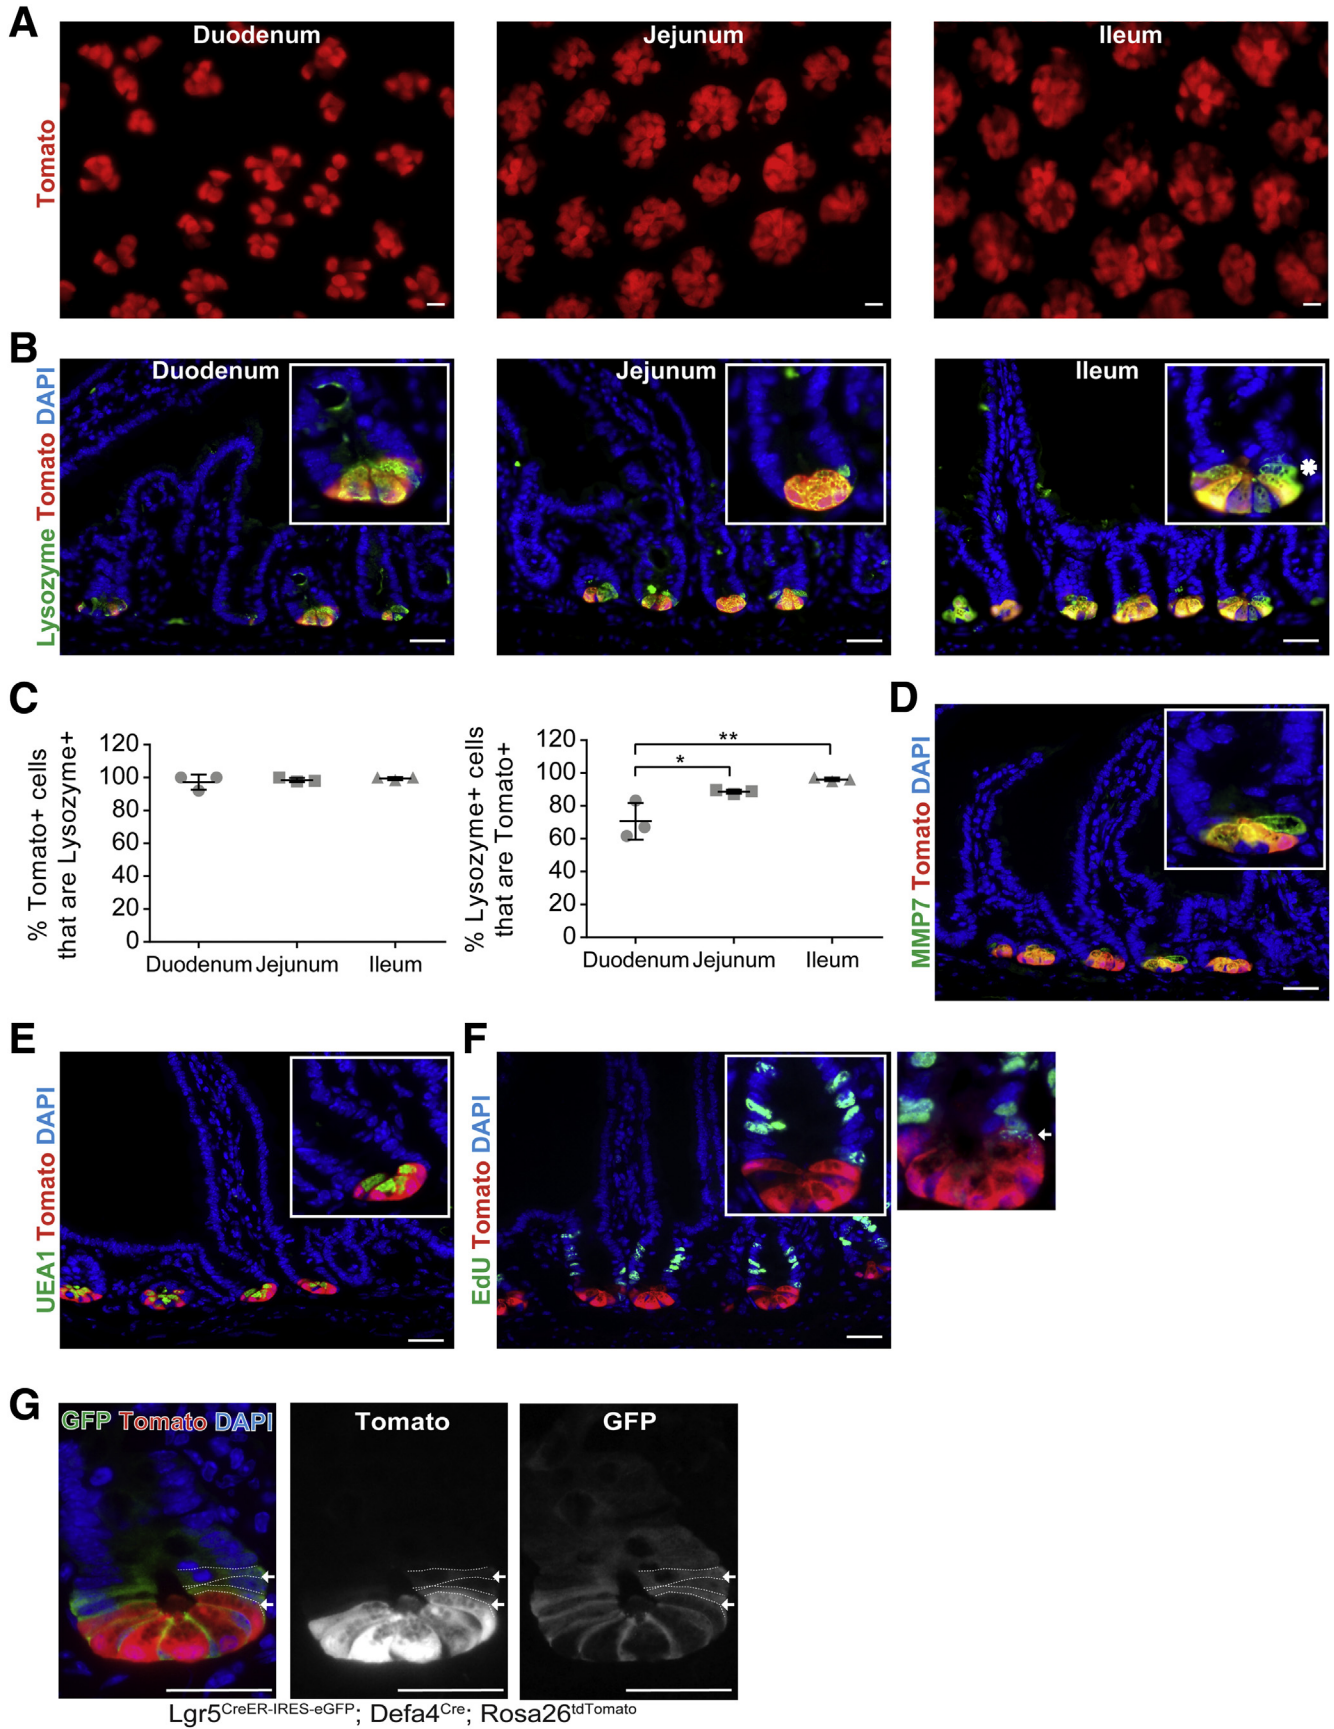 A
Duodenum
Jejunum
Ileum
Tomato
B
Duodenum
Jejunum
Ileum
Lysozyme Tomato DAPI
C
% Tomato+ cells
that are Lysozyme+
120
100
80
60
40
20
0
Duodenum Jejunum Ileum
% Lysozyme+ cells
that are Tomato+
120
100
80
60
40
20
0
**
*
Duodenum Jejunum Ileum
D
MMP7 Tomato DAPI
E
UEA1 Tomato DAPI
F
EdU Tomato DAPI
G
GFP Tomato DAPI
Tomato
GFP
Lgr5CreER-IRES-eGFP; Defa4Cre; Rosa26tdTomato